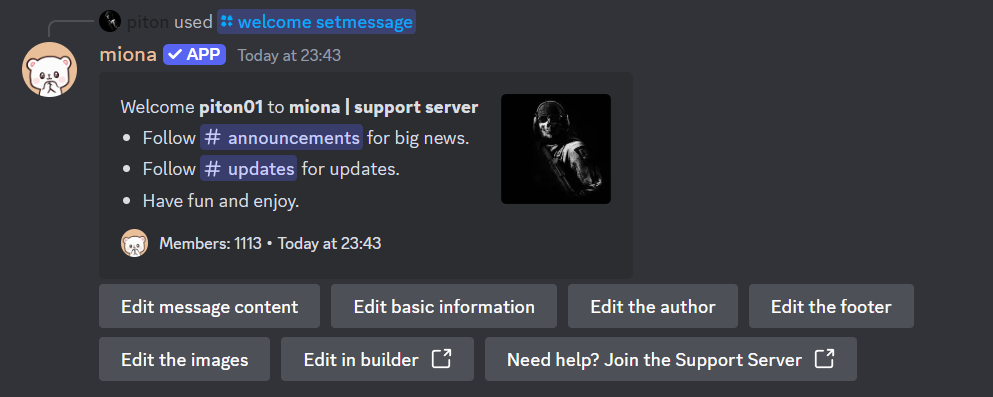 piton used welcome setmessage
miona ✓ APP Today at 23:43
Welcome piton01 to miona | support server
• Follow # announcements for big news.
• Follow # updates for updates.
• Have fun and enjoy.
Members: 1113 • Today at 23:43
Edit message content Edit basic information Edit the author Edit the footer
Edit the images Edit in builder Need help? Join the Support Server